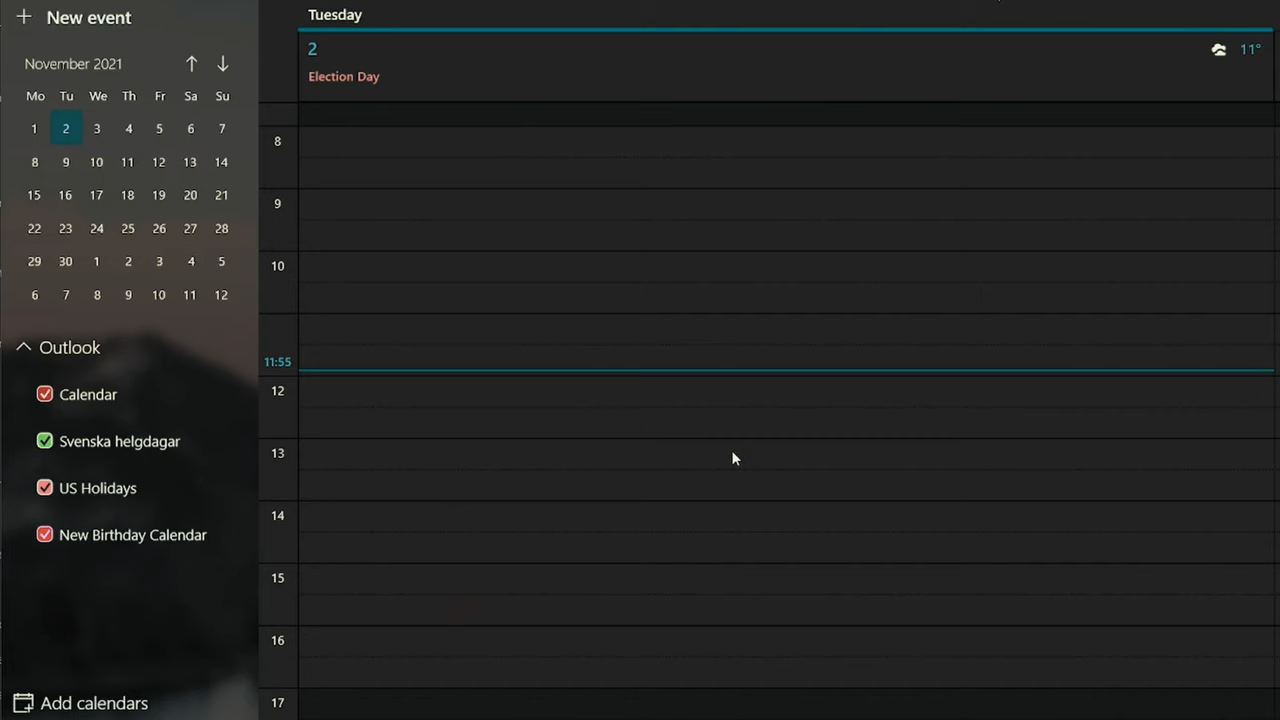 New event
November 2021
Mo Tu We Th Fr Sa Su
1 2 3 4 5 6 7
8 9 10 11 12 13 14
15 16 17 18 19 20 21
22 23 24 25 26 27 28
29 30 1 2 3 4 5
6 7 8 9 10 11 12
Outlook
Calendar
Svenska helgdagar
US Holidays
New Birthday Calendar
Add calendars
Tuesday
2 11°
Election Day
8
9
10
11:55
12
13
14
15
16
17